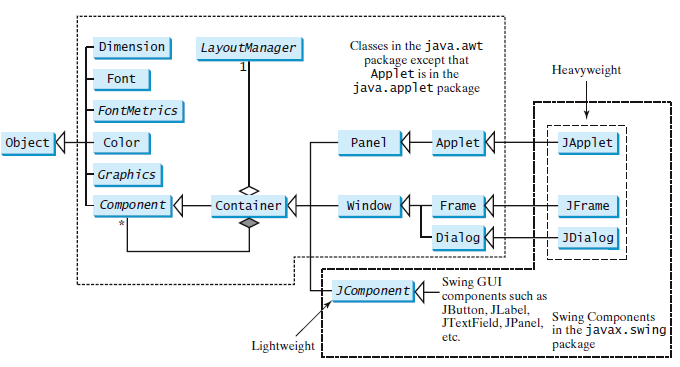 Dimension
LayoutManager
1
Classes in the java.awt
package except that
Applet is in the
java.applet package
Heavyweight
Font
FontMetrics
Object
Color
Panel
Applet
JApplet
Graphics
Component
Container
Window
Frame
JFrame
*
Dialog
JDialog
JComponent
Swing GUI
components such as
JButton, JLabel,
JTextField, JPanel,
etc.
Swing Components
in the javax.swing
package
Lightweight